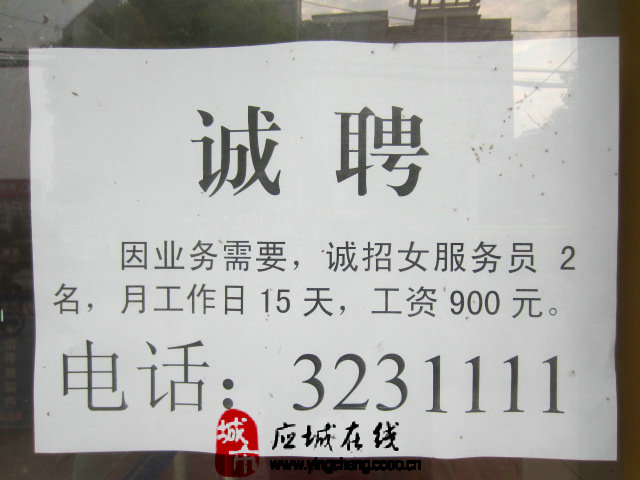 诚聘
因业务需要，诚招女服务员 2
名，月工作日 15 天，工资 900 元。
电话：3231111
应城在线